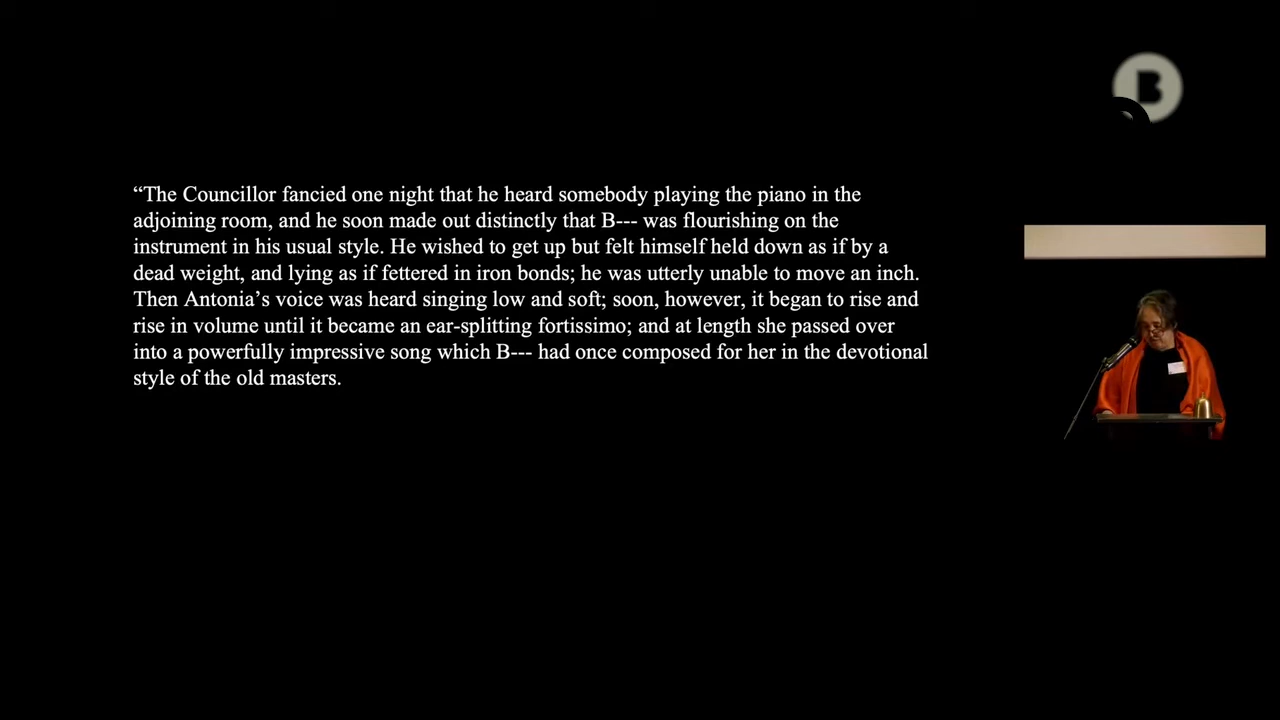 B
“The Councillor fancied one night that he heard somebody playing the piano in the
adjoining room, and he soon made out distinctly that B--- was flourishing on the
instrument in his usual style. He wished to get up but felt himself held down as if by a
dead weight, and lying as if fettered in iron bonds; he was utterly unable to move an inch.
Then Antonia’s voice was heard singing low and soft; soon, however, it began to rise and
rise in volume until it became an ear-splitting fortissimo; and at length she passed over
into a powerfully impressive song which B--- had once composed for her in the devotional
style of the old masters.